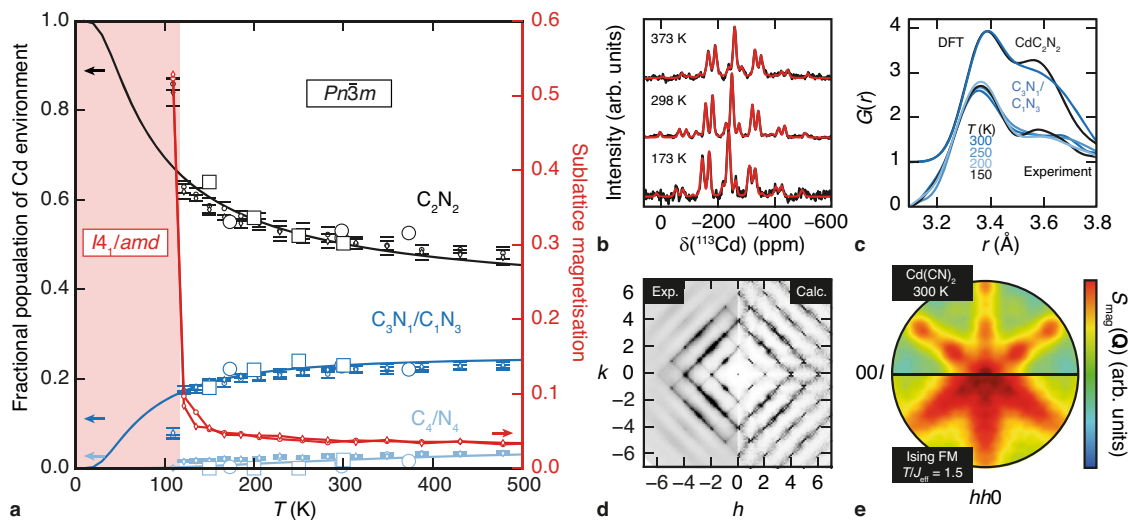 1.0
0.8
0.6
0.4
0.2
0.0
Fractional popualation of Cd environment
Pn3̄m
I4₁/amd
C₂N₂
C₃N₁/C₁N₃
C₄/N₄
0 100 200 300 400 500
T (K)
0.6
0.5
0.4
0.3
0.2
0.1
0.0
Sublattice magnetisation
a
373 K
298 K
173 K
Intensity (arb. units)
0 −200 −400 −600
δ(¹¹³Cd) (ppm)
b
4
3
2
1
0
G(r)
DFT
CdC₂N₂
C₃N₁/
C₁N₃
T (K)
300
250
200
150
Experiment
3.2 3.4 3.6 3.8
r (Å)
c
Exp.
Calc.
6
4
2
0
−2
−4
−6
k
−6 −4 −2 0 2 4 6
h
d
Cd(CN)₂
300 K
00l
Ising FM
T/J_eff = 1.5
hh0
S_mag(Q) (arb. units)
e